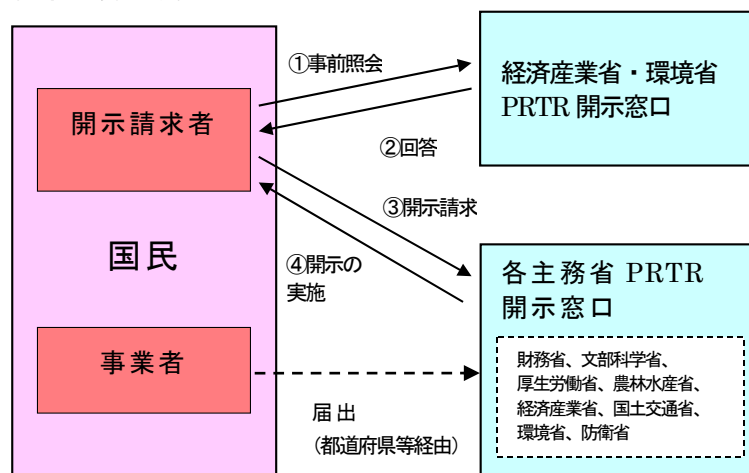 ①事前照会
経済産業省・環境省
PRTR 開示窓口
開示請求者
②回答
③開示請求
国民
④開示の
実施
各主務省 PRTR
開示窓口
財務省、文部科学省、
厚生労働省、農林水産省、
経済産業省、国土交通省、
環境省、防衛省
事業者
届出
（都道府県等経由）